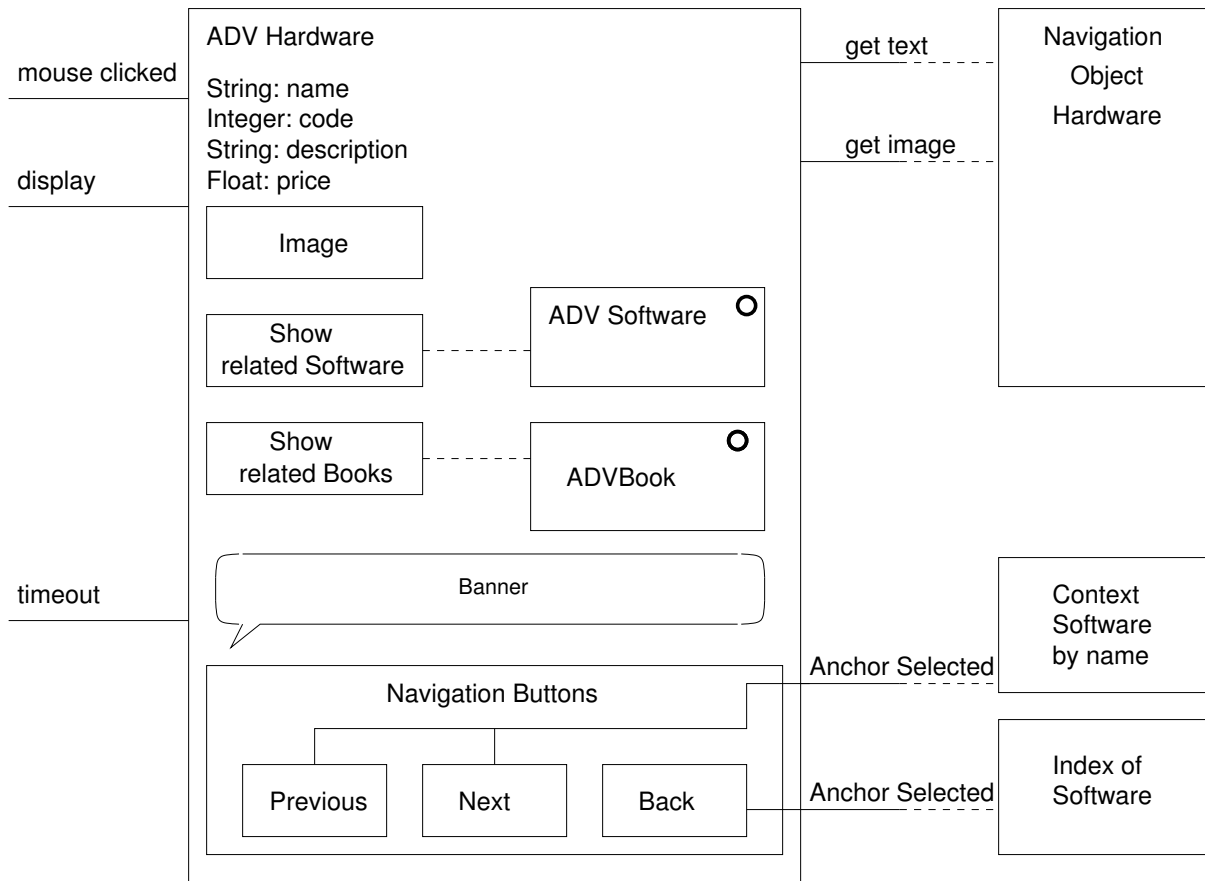 mouse clicked
display
timeout
ADV Hardware
String: name
Integer: code
String: description
Float: price
Image
Show
related Software
ADV Software
Show
related Books
ADVBook
Banner
Navigation Buttons
Previous
Next
Back
get text
get image
Anchor Selected
Anchor Selected
Navigation
Object
Hardware
Context
Software
by name
Index of
Software